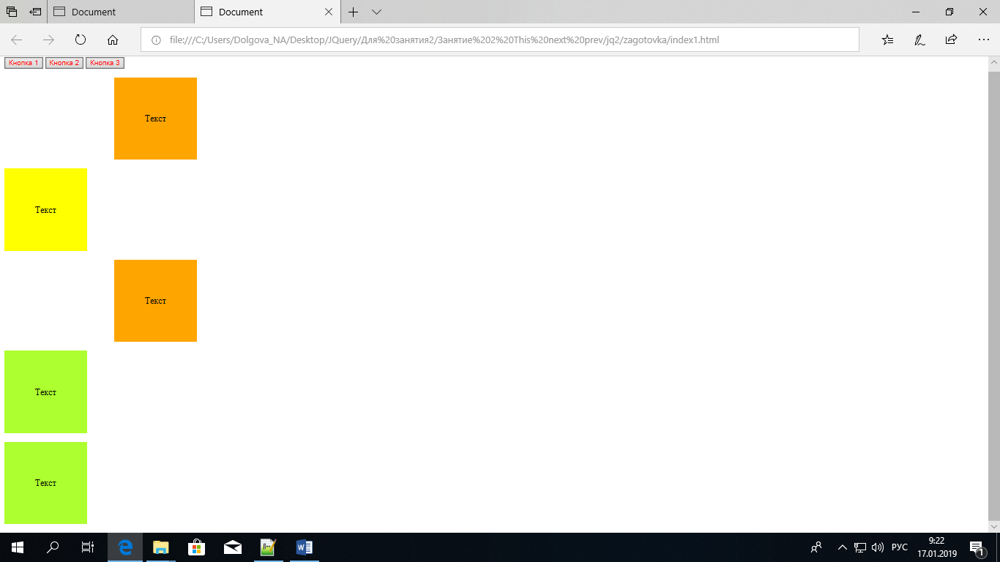 Document
Document
file:///C:/Users/Dolgova_NA/Desktop/JQuery/Для%20занятия2/Занятие%202%20This%20next%20prev/jq2/zagotovka/index1.html
Кнопка 1 Кнопка 2 Кнопка 3
Текст
Текст
Текст
Текст
Текст
РУС
9:22
17.01.2019
1